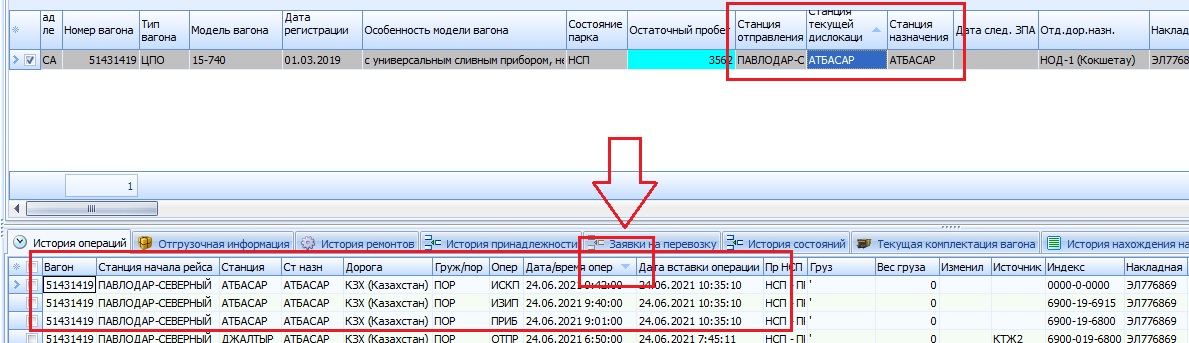 ад
ле
Номер вагона
Тип
вагона
Модель вагона
Дата
регистрации
Особенность модели вагона
Состояние
парка
Остаточный пробег
Станция
отправления
Станция
текущей
дислокаци
Станция
назначения
Дата след. ЗПА
Отд.дор.назн.
Наклад
СА 51431419 ЦПО 15-740 01.03.2019 с универсальным сливным прибором, не НСП 3562 ПАВЛОДАР-С АТБАСАР АТБАСАР НОД-1 (Кокшетау) ЭЛ776
1
История операций Отгрузочная информация История ремонтов История принадлежности Заявки на перевозку История состояний Текущая комплектация вагона История нахождения на
Вагон Станция начала рейса Станция Ст назн Дорога Груж/пор Опер Дата/время опер Дата вставки операции Пр НСП Груз Вес груза Изменил Источник Индекс Накладная
51431419 ПАВЛОДАР-СЕВЕРНЫЙ АТБАСАР АТБАСАР КЗХ (Казахстан) ПОР ИСКП 24.06.2021 9:42:00 24.06.2021 10:35:10 НСП - ПІ ' 0 0000-0-0000 ЭЛ776869
51431419 ПАВЛОДАР-СЕВЕРНЫЙ АТБАСАР АТБАСАР КЗХ (Казахстан) ПОР ИЗИП 24.06.2021 9:40:00 24.06.2021 10:35:10 НСП - ПІ ' 0 6900-19-6915 ЭЛ776869
51431419 ПАВЛОДАР-СЕВЕРНЫЙ АТБАСАР АТБАСАР КЗХ (Казахстан) ПОР ПРИБ 24.06.2021 9:01:00 24.06.2021 10:35:10 НСП - ПІ ' 0 6900-19-6800 ЭЛ776869
51431419 ПАВЛОДАР-СЕВЕРНЫЙ ДЖАЛТЫР АТБАСАР КЗХ (Казахстан) ПОР ОТПР 24.06.2021 6:50:00 24.06.2021 7:45:11 НСП - ПІ ' 0 КТЖ2 6900-019-6800 ЭЛ776869